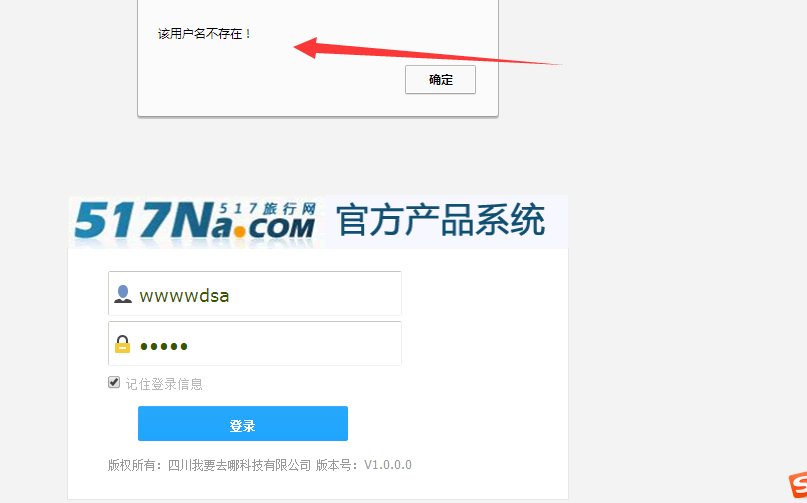 该用户名不存在！
确定
517Na.COM 517旅行网 官方产品系统
wwwwdsa
•••••
记住登录信息
登录
版权所有：四川我要去哪科技有限公司 版本号：V1.0.0.0